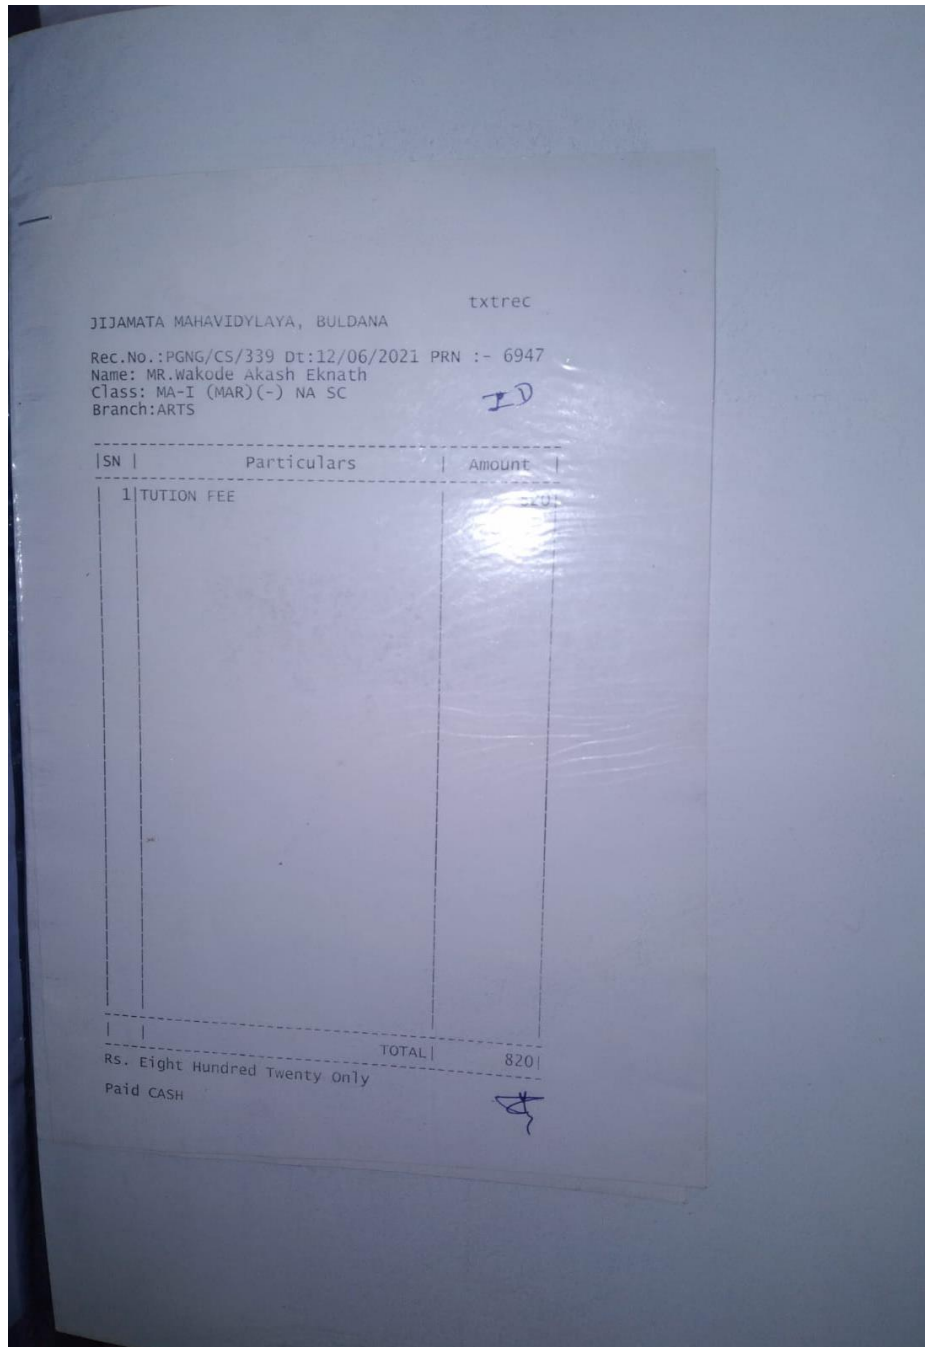 txtrec
JIJAMATA MAHAVIDYLAYA, BULDANA
Rec.No.:PGNG/CS/339 Dt:12/06/2021 PRN :- 6947
Name: MR.Wakode Akash Eknath
Class: MA-I (MAR)(-) NA SC
Branch:ARTS
ID
|SN | Particulars | Amount |
| 1|TUTION FEE | 820|
| | TOTAL| 820|
Rs. Eight Hundred Twenty Only
Paid CASH